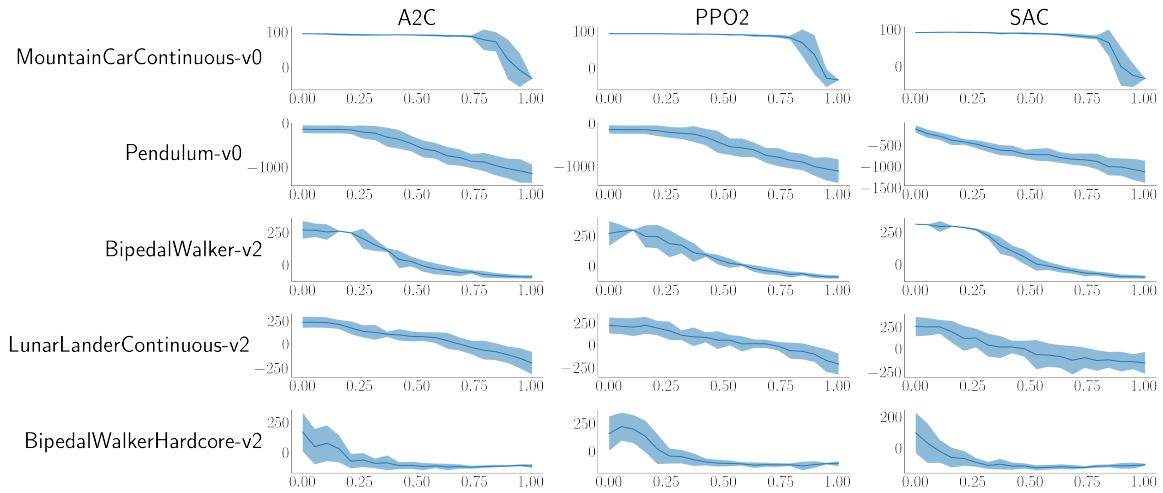 A2C PPO2 SAC
MountainCarContinuous-v0
100 100 100
0 0 0
0.00 0.25 0.50 0.75 1.00 0.00 0.25 0.50 0.75 1.00 0.00 0.25 0.50 0.75 1.00
Pendulum-v0
0 0 −500
−1000 −1000 −1000
−1500
0.00 0.25 0.50 0.75 1.00 0.00 0.25 0.50 0.75 1.00 0.00 0.25 0.50 0.75 1.00
BipedalWalker-v2
250 250 250
0 0 0
0.00 0.25 0.50 0.75 1.00 0.00 0.25 0.50 0.75 1.00 0.00 0.25 0.50 0.75 1.00
LunarLanderContinuous-v2
250 250 250
0 0 0
−250 −250 −250
0.00 0.25 0.50 0.75 1.00 0.00 0.25 0.50 0.75 1.00 0.00 0.25 0.50 0.75 1.00
BipedalWalkerHardcore-v2
250 250 200
0 0 0
0.00 0.25 0.50 0.75 1.00 0.00 0.25 0.50 0.75 1.00 0.00 0.25 0.50 0.75 1.00